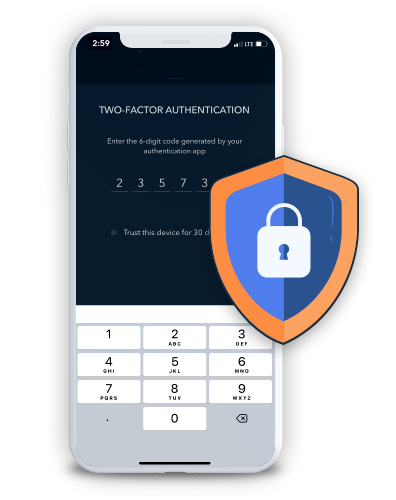 2:59
LTE
TWO-FACTOR AUTHENTICATION
Enter the 6-digit code generated by your
authentication app
2 3 5 7 3
Trust this device for 30 d
1
2 ABC
3 DEF
4 GHI
5 JKL
6 MNO
7 PQRS
8 TUV
9 WXYZ
.
0